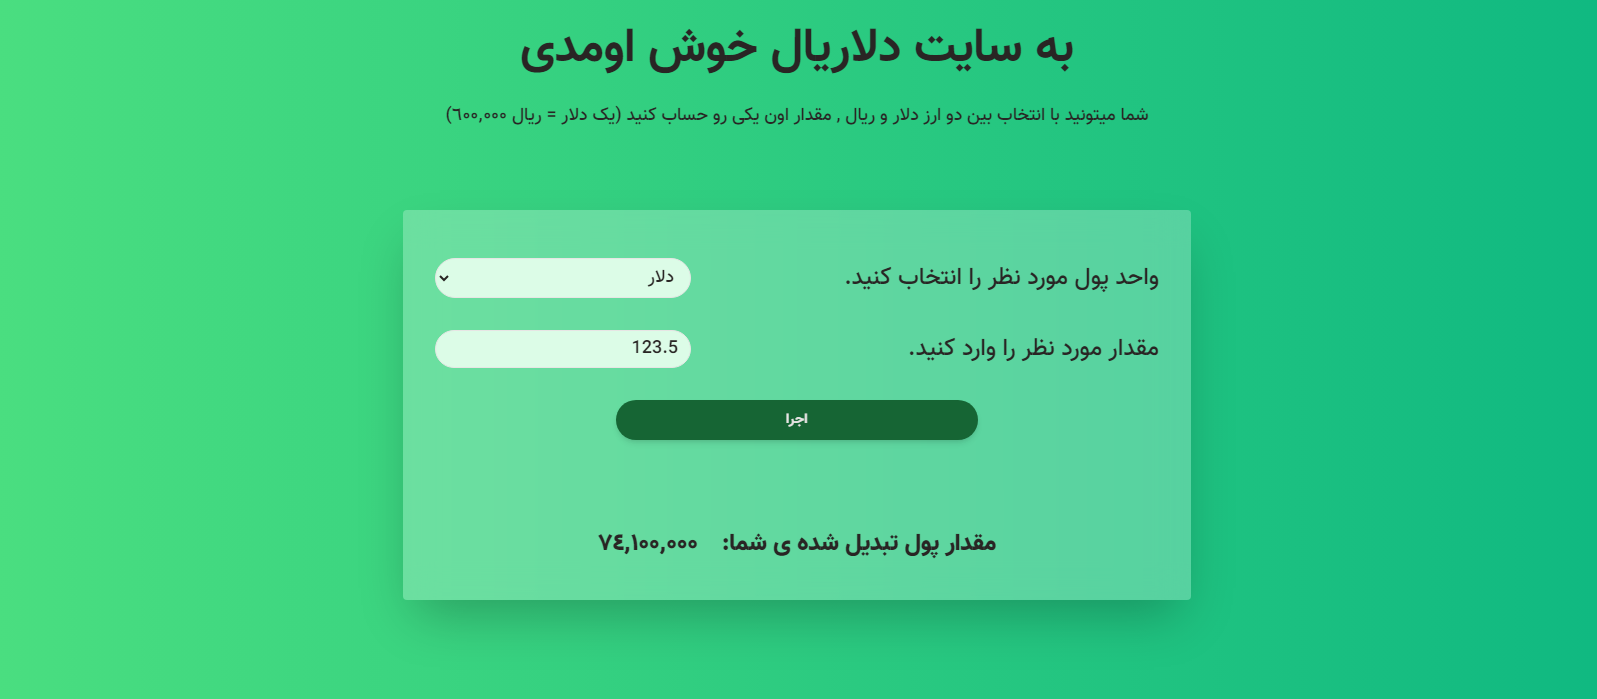 به سایت دلاریال خوش اومدی
شما میتونید با انتخاب بین دو ارز دلار و ریال , مقدار اون یکی رو حساب کنید (یک دلار = ریال ٦٠٠,٠٠٠)
واحد پول مورد نظر را انتخاب کنید.
دلار
مقدار مورد نظر را وارد کنید.
123.5
اجرا
مقدار پول تبدیل شده ی شما: ٧٤,١٠٠,٠٠٠